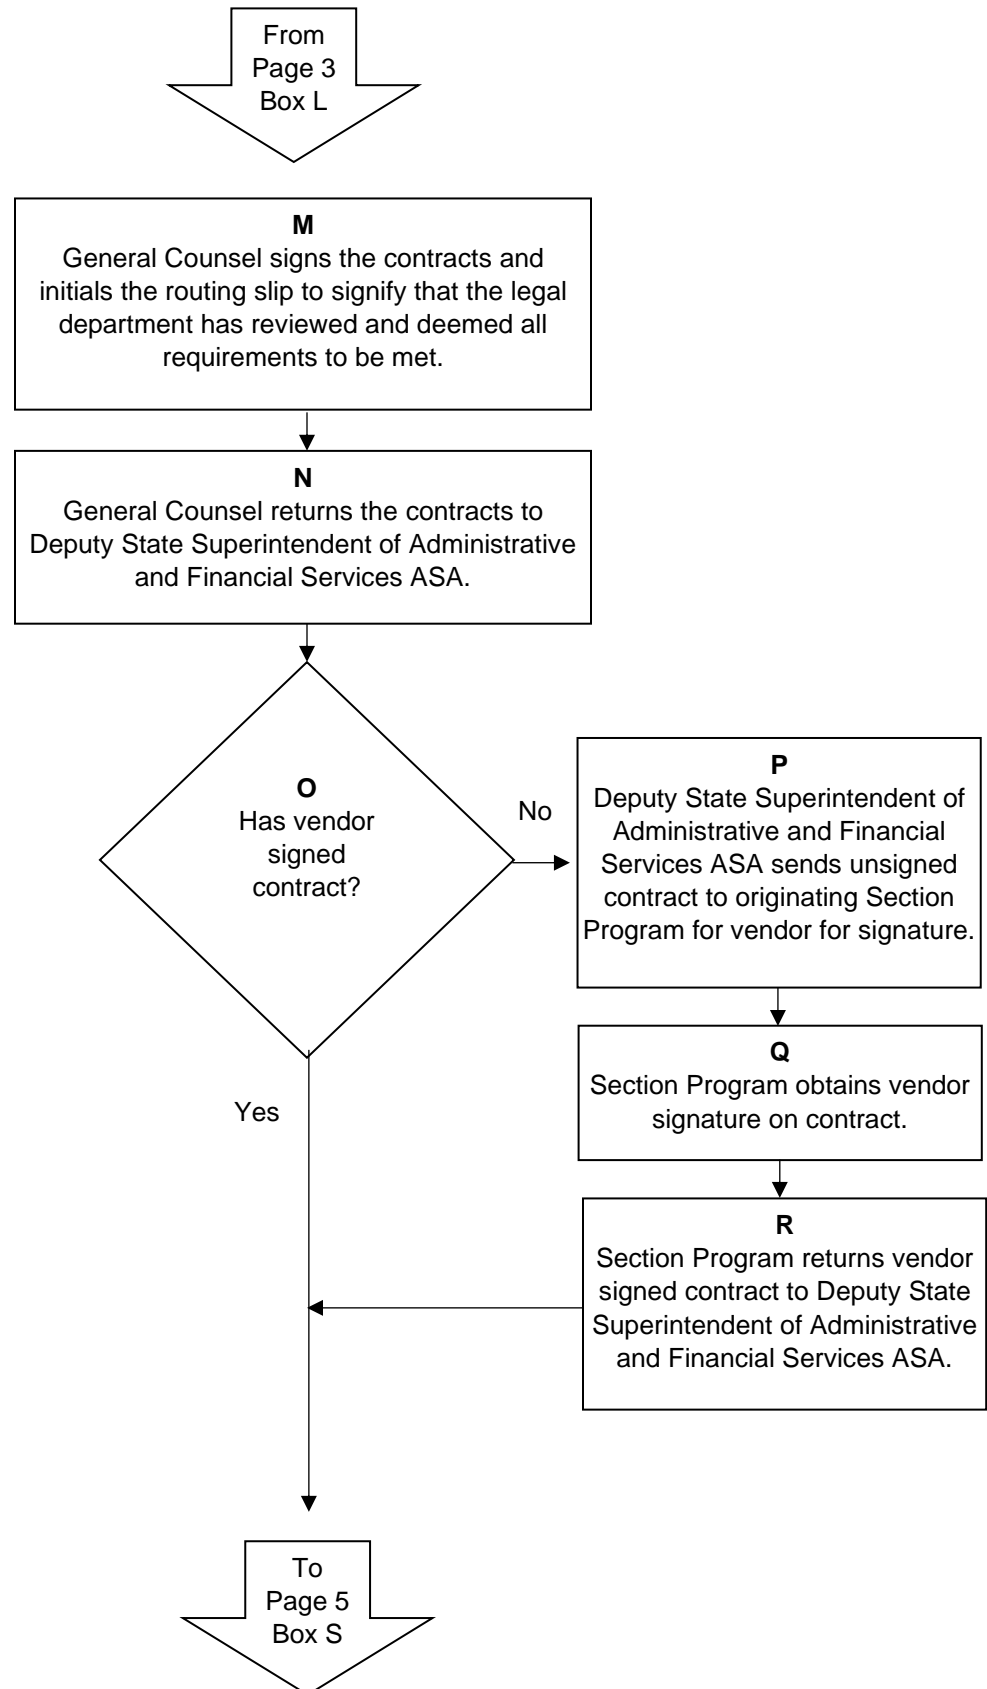 From
Page 3
Box L
M
General Counsel signs the contracts and
initials the routing slip to signify that the legal
department has reviewed and deemed all
requirements to be met.
N
General Counsel returns the contracts to
Deputy State Superintendent of Administrative
and Financial Services ASA.
O
Has vendor
signed
contract?
No
P
Deputy State Superintendent of
Administrative and Financial
Services ASA sends unsigned
contract to originating Section
Program for vendor for signature.
Q
Section Program obtains vendor
signature on contract.
Yes
R
Section Program returns vendor
signed contract to Deputy State
Superintendent of Administrative
and Financial Services ASA.
To
Page 5
Box S